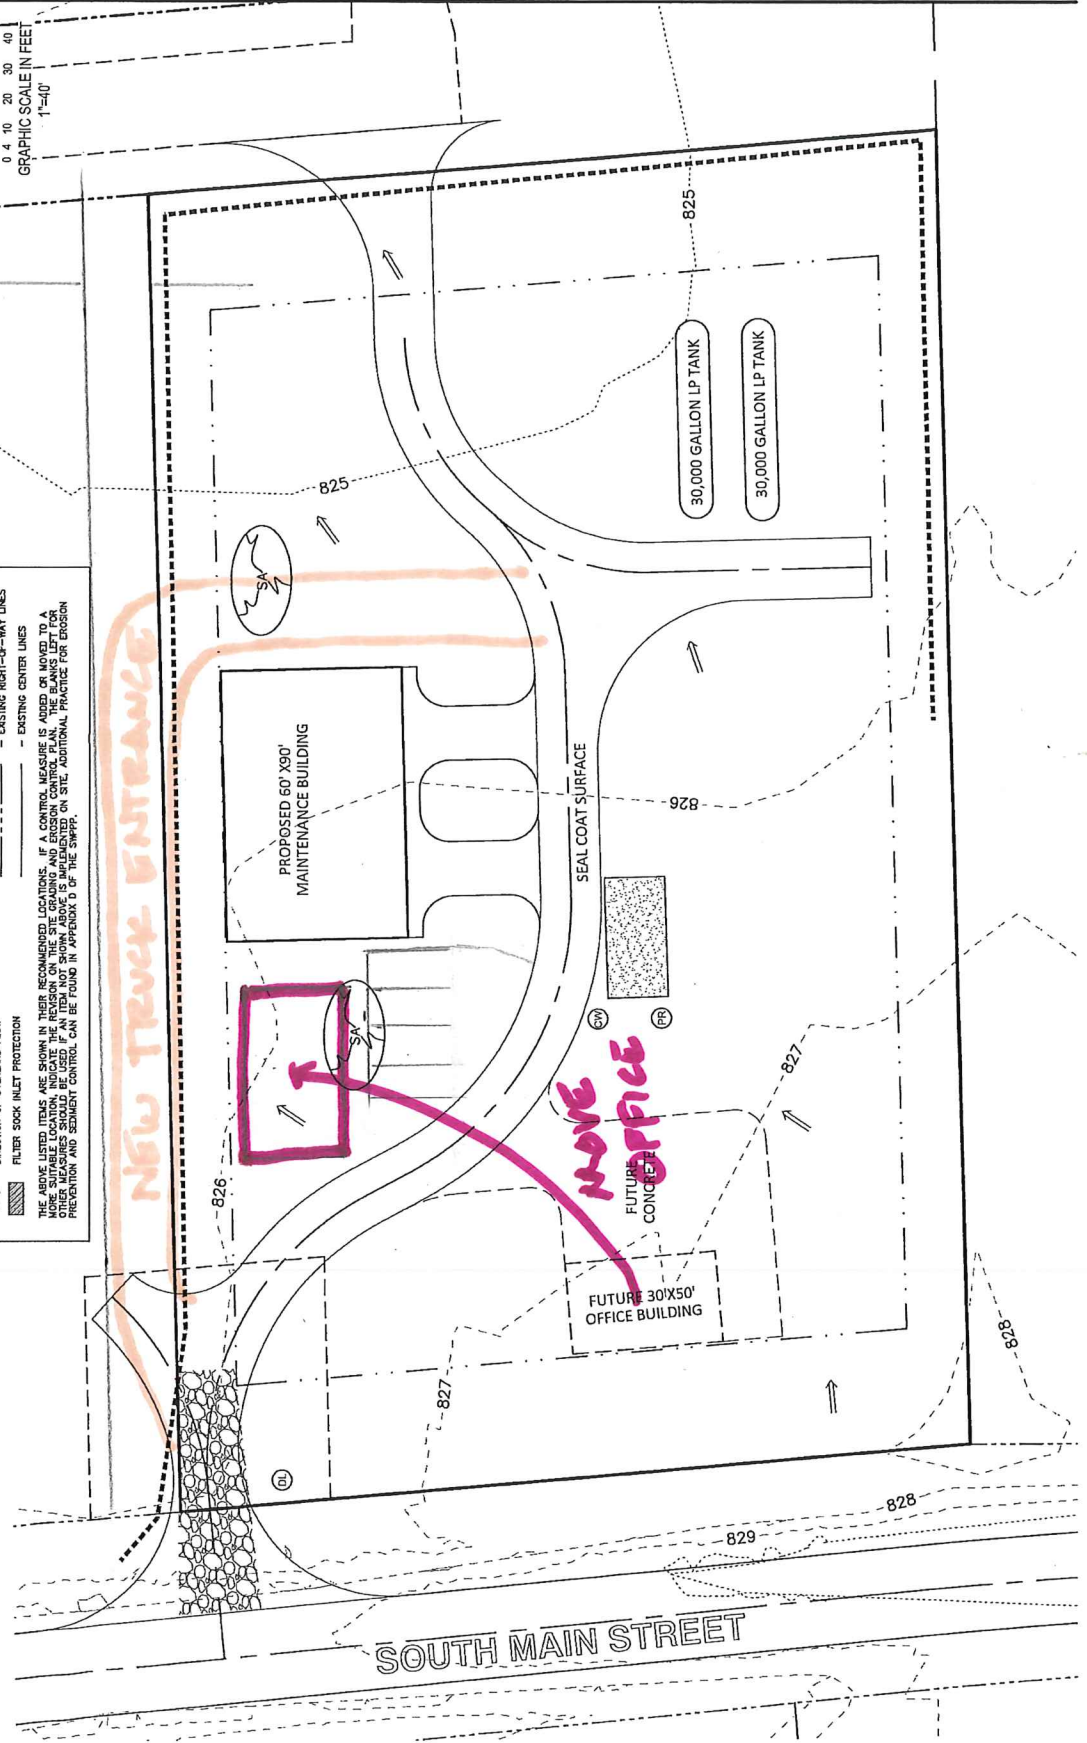 0 4 10 20 30 40
GRAPHIC SCALE IN FEET
1"=40'
EXISTING RIGHT-OF-WAY LINES
EXISTING CENTER LINES
FILTER SOCK INLET PROTECTION
THE ABOVE LISTED ITEMS ARE SHOWN IN THEIR RECOMMENDED LOCATIONS. IF A CONTROL MEASURE IS ADDED OR MOVED TO A
MORE SUITABLE LOCATION, INDICATE THE REVISION ON THE SITE GRADING AND EROSION CONTROL PLAN. THE BLANKS LEFT FOR
OTHER MEASURES SHOULD BE USED IF AN ITEM NOT SHOWN ABOVE IS IMPLEMENTED ON SITE, ADDITIONAL PRACTICE FOR EROSION
PREVENTION AND SEDIMENT CONTROL CAN BE FOUND IN APPENDIX D OF THE SWPPP.
NEW TRUCK ENTRANCE
825
825
SA
30,000 GALLON LP TANK
30,000 GALLON LP TANK
PROPOSED 60' X90'
MAINTENANCE BUILDING
SEAL COAT SURFACE
826
826
SA
CW
PR
MOVE
OFFICE
827
FUTURE
CONCRETE
FUTURE 30'X50'
OFFICE BUILDING
827
828
DL
828
829
SOUTH MAIN STREET